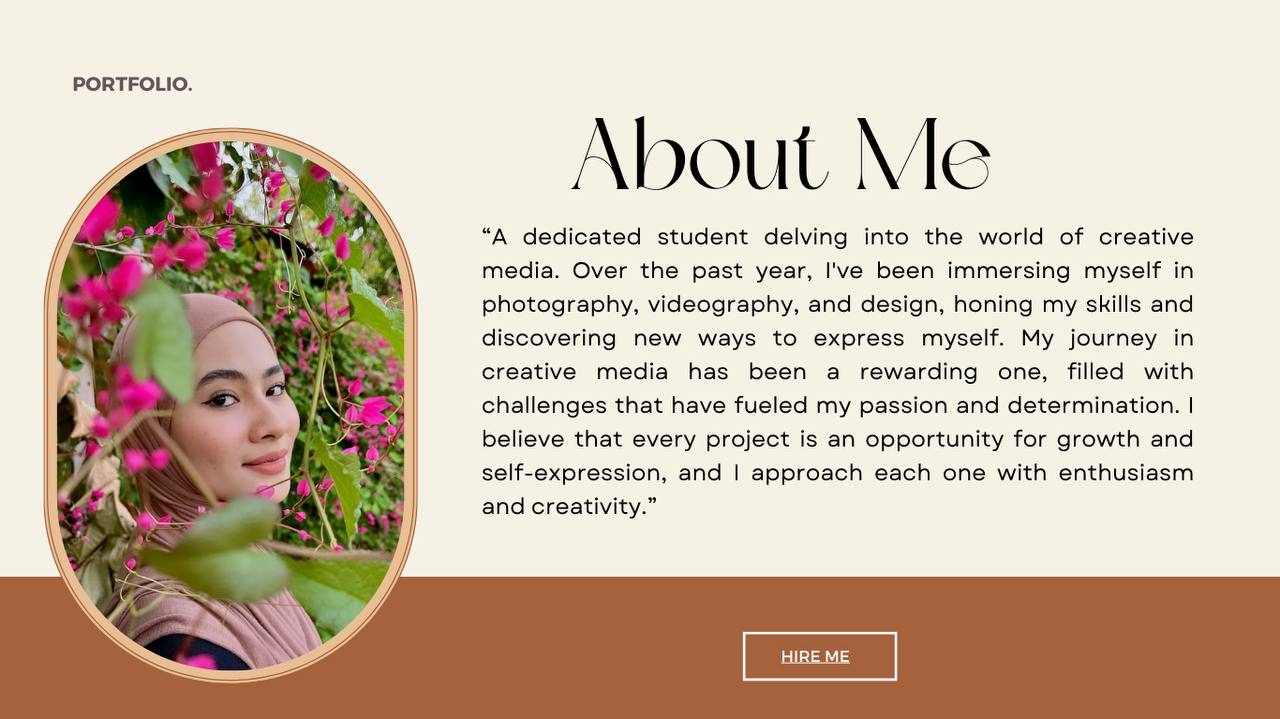 PORTFOLIO.
About Me
“A dedicated student delving into the world of creative
media. Over the past year, I've been immersing myself in
photography, videography, and design, honing my skills and
discovering new ways to express myself. My journey in
creative media has been a rewarding one, filled with
challenges that have fueled my passion and determination. I
believe that every project is an opportunity for growth and
self-expression, and I approach each one with enthusiasm
and creativity.”
HIRE ME